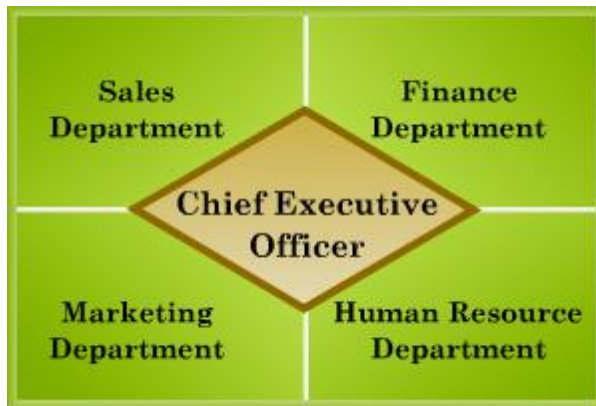 Sales
Department
Finance
Department
Chief Executive
Officer
Marketing
Department
Human Resource
Department